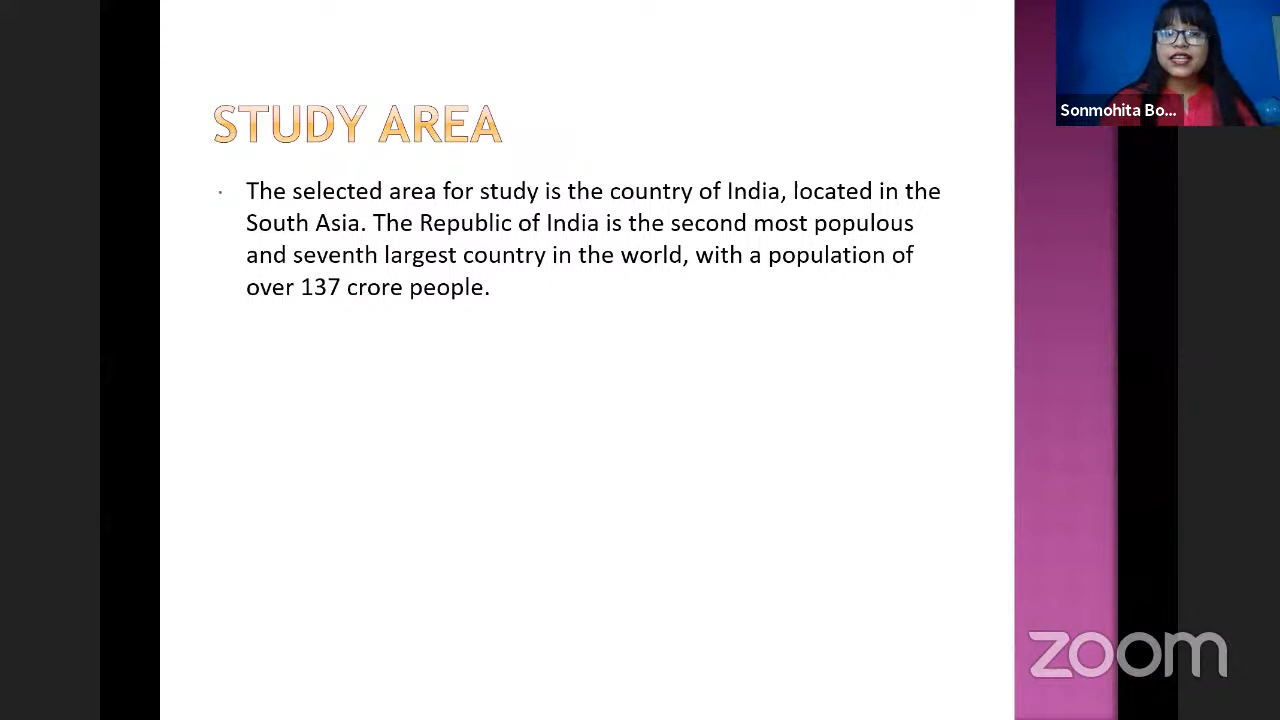 STUDY AREA
The selected area for study is the country of India, located in the
South Asia. The Republic of India is the second most populous
and seventh largest country in the world, with a population of
over 137 crore people.
Sonmohita Bo...
zoom